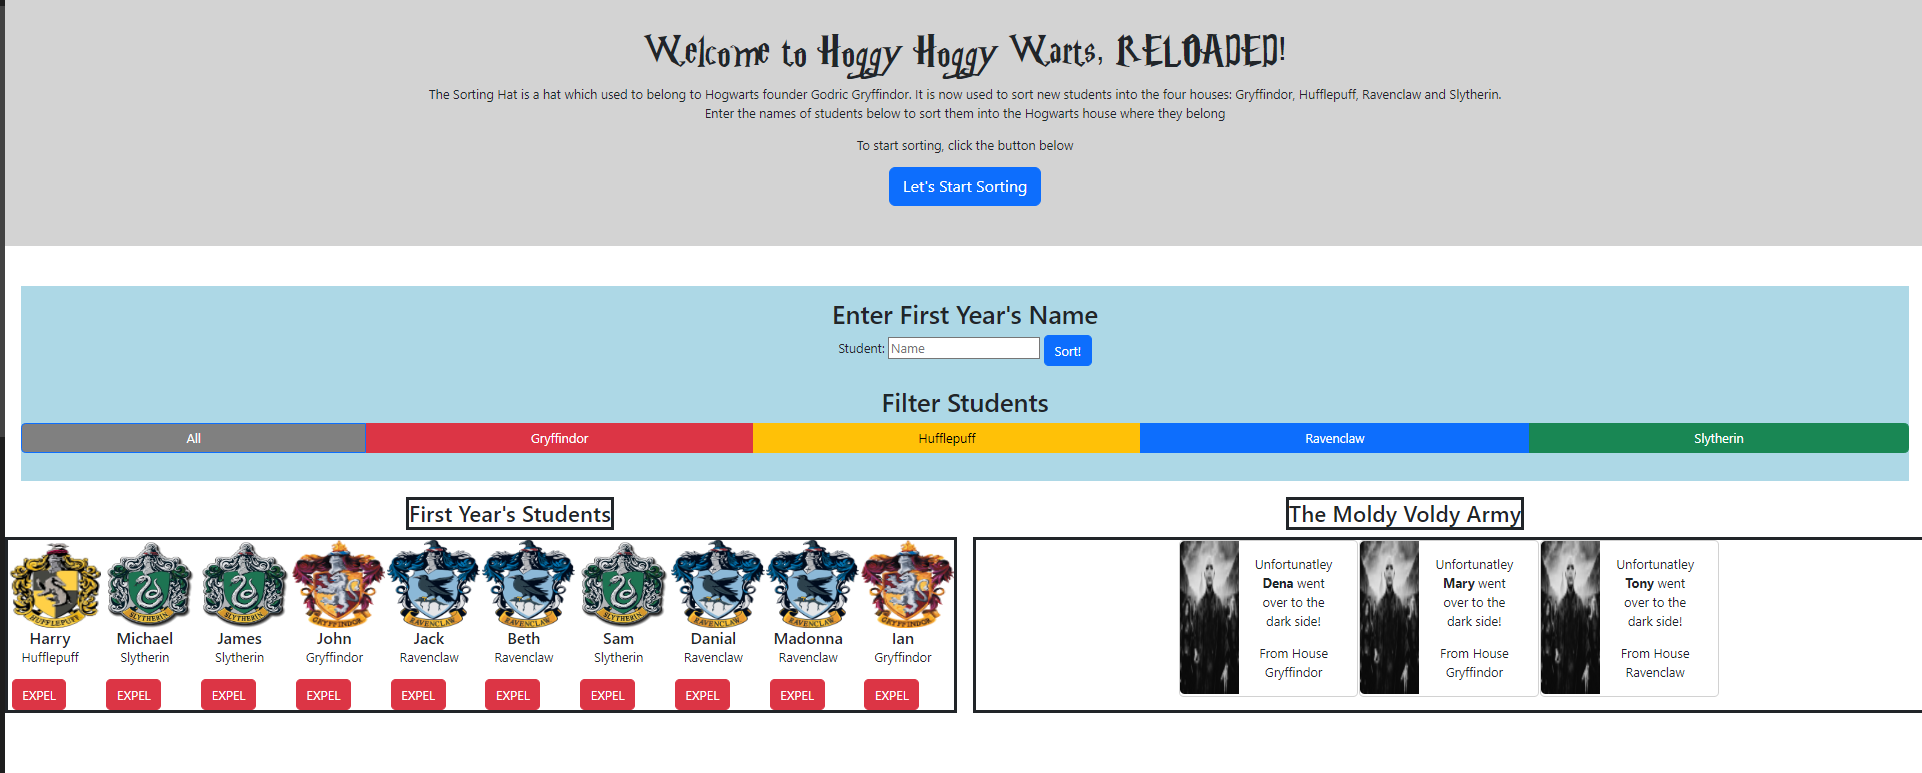 Welcome to Hoggy Hoggy Warts, RELOADED!
The Sorting Hat is a hat which used to belong to Hogwarts founder Godric Gryffindor. It is now used to sort new students into the four houses: Gryffindor, Hufflepuff, Ravenclaw and Slytherin.
Enter the names of students below to sort them into the Hogwarts house where they belong
To start sorting, click the button below
Let's Start Sorting
Enter First Year's Name
Student: Name Sort!
Filter Students
All Gryffindor Hufflepuff Ravenclaw Slytherin
First Year's Students
HUFFLEPUFF SLYTHERIN SLYTHERIN GRYFFINDOR RAVENCLAW RAVENCLAW SLYTHERIN RAVENCLAW RAVENCLAW GRYFFINDOR
Harry Michael James John Jack Beth Sam Danial Madonna Ian
Hufflepuff Slytherin Slytherin Gryffindor Ravenclaw Ravenclaw Slytherin Ravenclaw Ravenclaw Gryffindor
EXPEL EXPEL EXPEL EXPEL EXPEL EXPEL EXPEL EXPEL EXPEL EXPEL
The Moldy Voldy Army
Unfortunatley
Dena went
over to the
dark side!
From House
Gryffindor
Unfortunatley
Mary went
over to the
dark side!
From House
Gryffindor
Unfortunatley
Tony went
over to the
dark side!
From House
Ravenclaw